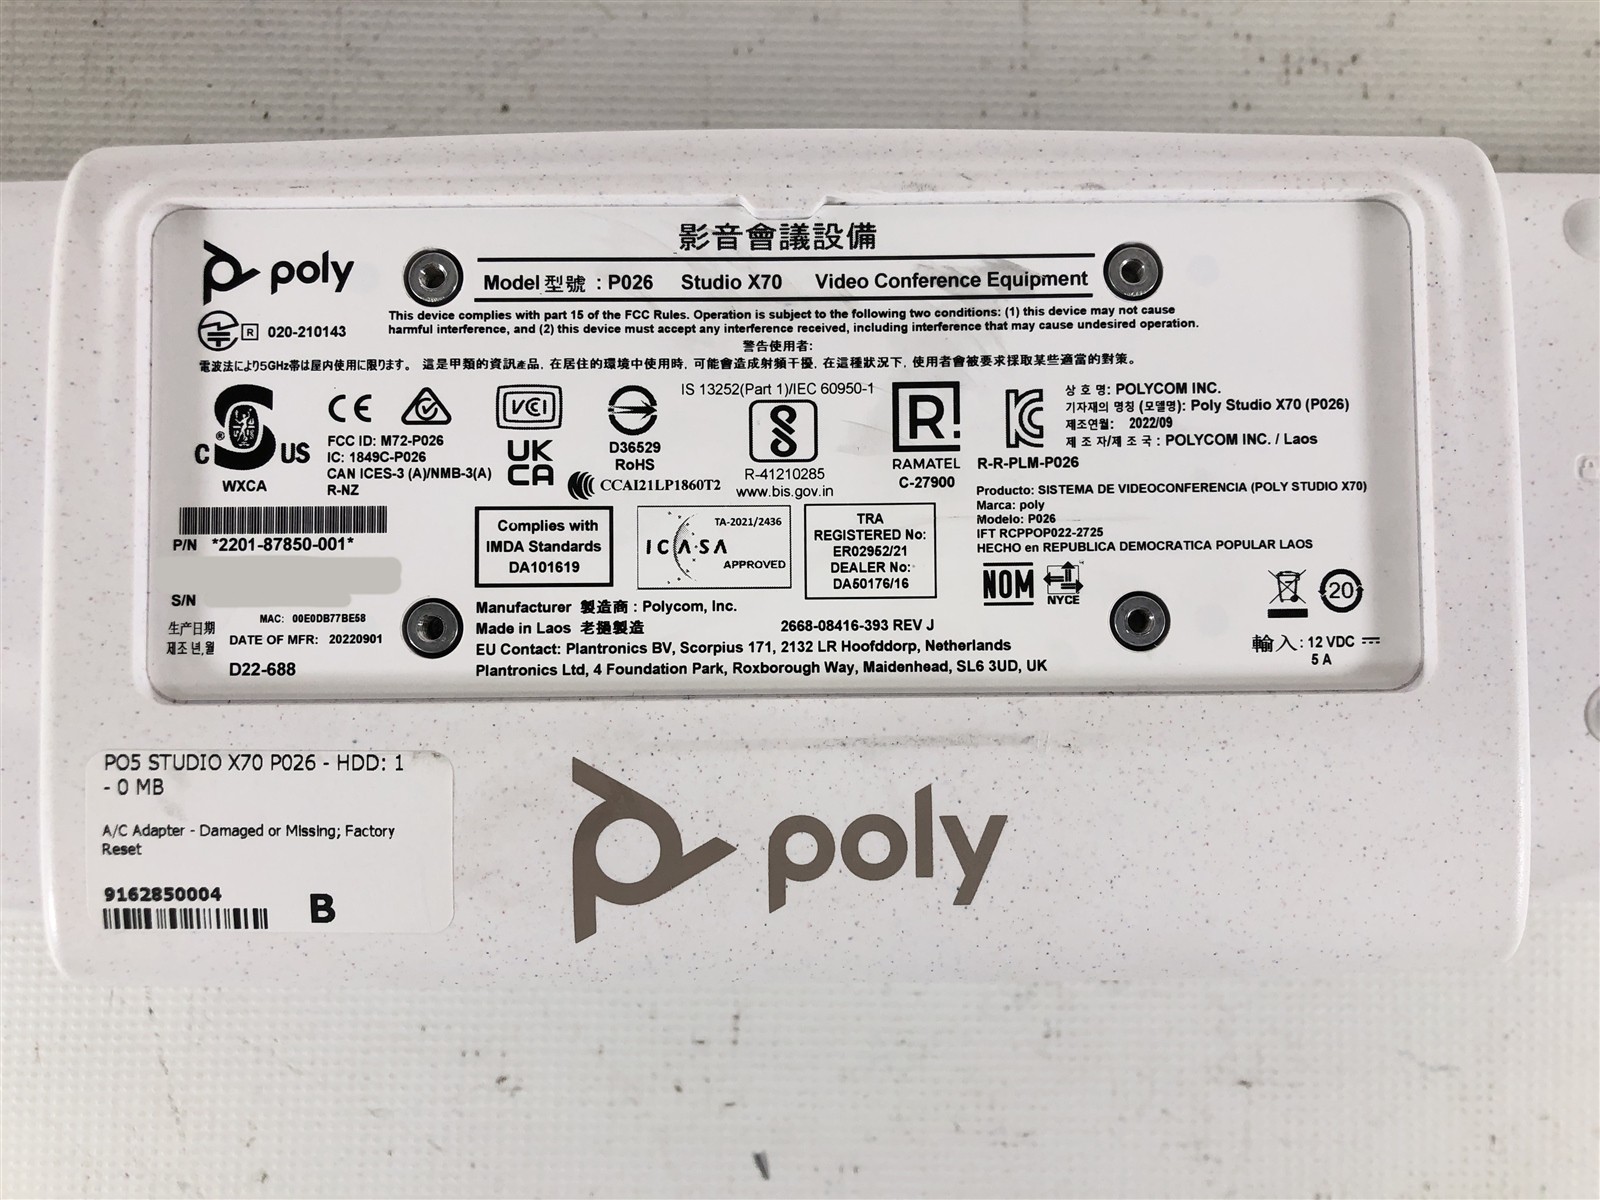 影音會議設備
poly
Model 型號 : P026 Studio X70 Video Conference Equipment
R 020-210143
This device complies with part 15 of the FCC Rules. Operation is subject to the following two conditions: (1) this device may not cause
harmful interference, and (2) this device must accept any interference received, including interference that may cause undesired operation.
警告使用者:
電波法により5GHz帯は屋内使用に限ります。 這是甲類的資訊產品, 在居住的環境中使用時, 可能會造成射頻干擾, 在這種狀況下, 使用者會被要求採取某些適當的對策。
C ® US
WXCA
CE
FCC ID: M72-P026
IC: 1849C-P026
CAN ICES-3 (A)/NMB-3(A)
R-NZ
VCI
UK
CA
D36529
RoHS
CCAI21LP1860T2
IS 13252(Part 1)/IEC 60950-1
R-41210285
www.bis.gov.in
R!
RAMATEL
C-27900
상 호 명: POLYCOM INC.
기자재의 명칭 (모델명): Poly Studio X70 (P026)
제조연월: 2022/09
제 조 자/제 조 국 : POLYCOM INC. / Laos
R-R-PLM-P026
Producto: SISTEMA DE VIDEOCONFERENCIA (POLY STUDIO X70)
Marca: poly
Modelo: P026
IFT RCPPOP022-2725
HECHO en REPUBLICA DEMOCRATICA POPULAR LAOS
NOM
NYCE
20
輸入 : 12 VDC
5 A
P/N *2201-87850-001*
S/N
MAC: 00E0DB77BE58
生产日期
제조 년,월
DATE OF MFR: 20220901
D22-688
Complies with
IMDA Standards
DA101619
TA-2021/2436
ICASA
APPROVED
TRA
REGISTERED No:
ER02952/21
DEALER No:
DA50176/16
Manufacturer 製造商 : Polycom, Inc.
Made in Laos 老撾製造 2668-08416-393 REV J
EU Contact: Plantronics BV, Scorpius 171, 2132 LR Hoofddorp, Netherlands
Plantronics Ltd, 4 Foundation Park, Roxborough Way, Maidenhead, SL6 3UD, UK
PO5 STUDIO X70 P026 - HDD: 1
- 0 MB
A/C Adapter - Damaged or Missing; Factory
Reset
9162850004
B
poly